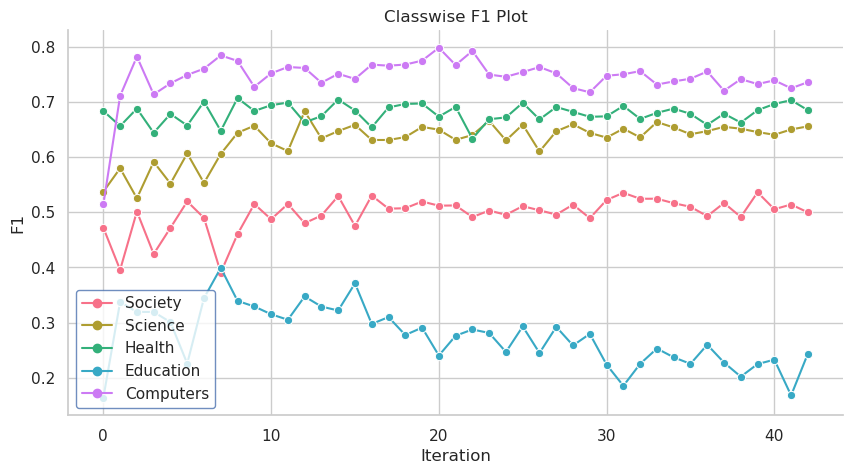 Classwise F1 Plot
F1
0.8
0.7
0.6
0.5
0.4
0.3
0.2
Society
Science
Health
Education
Computers
0 10 20 30 40
Iteration